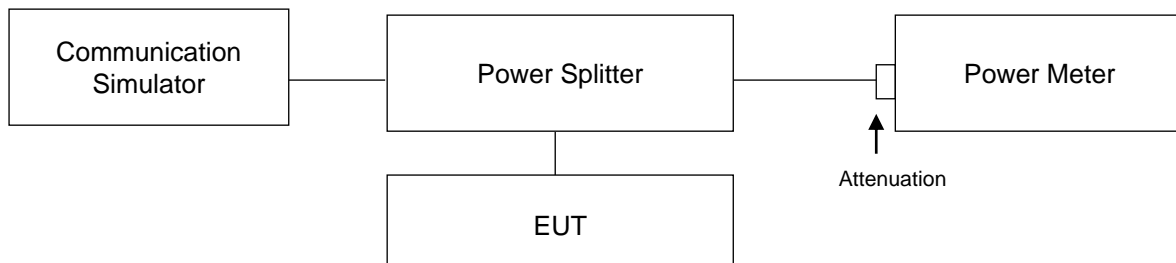 Communication
Simulator
Power Splitter
Power Meter
Attenuation
EUT